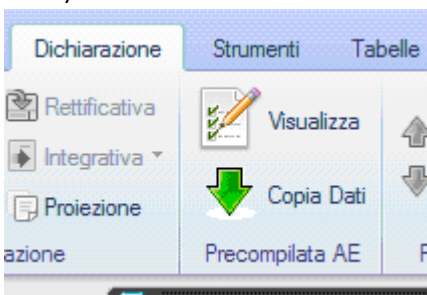 Dichiarazione Strumenti Tabelle
Rettificativa
Visualizza
Integrativa
Copia Dati
Proiezione
azione Precompilata AE